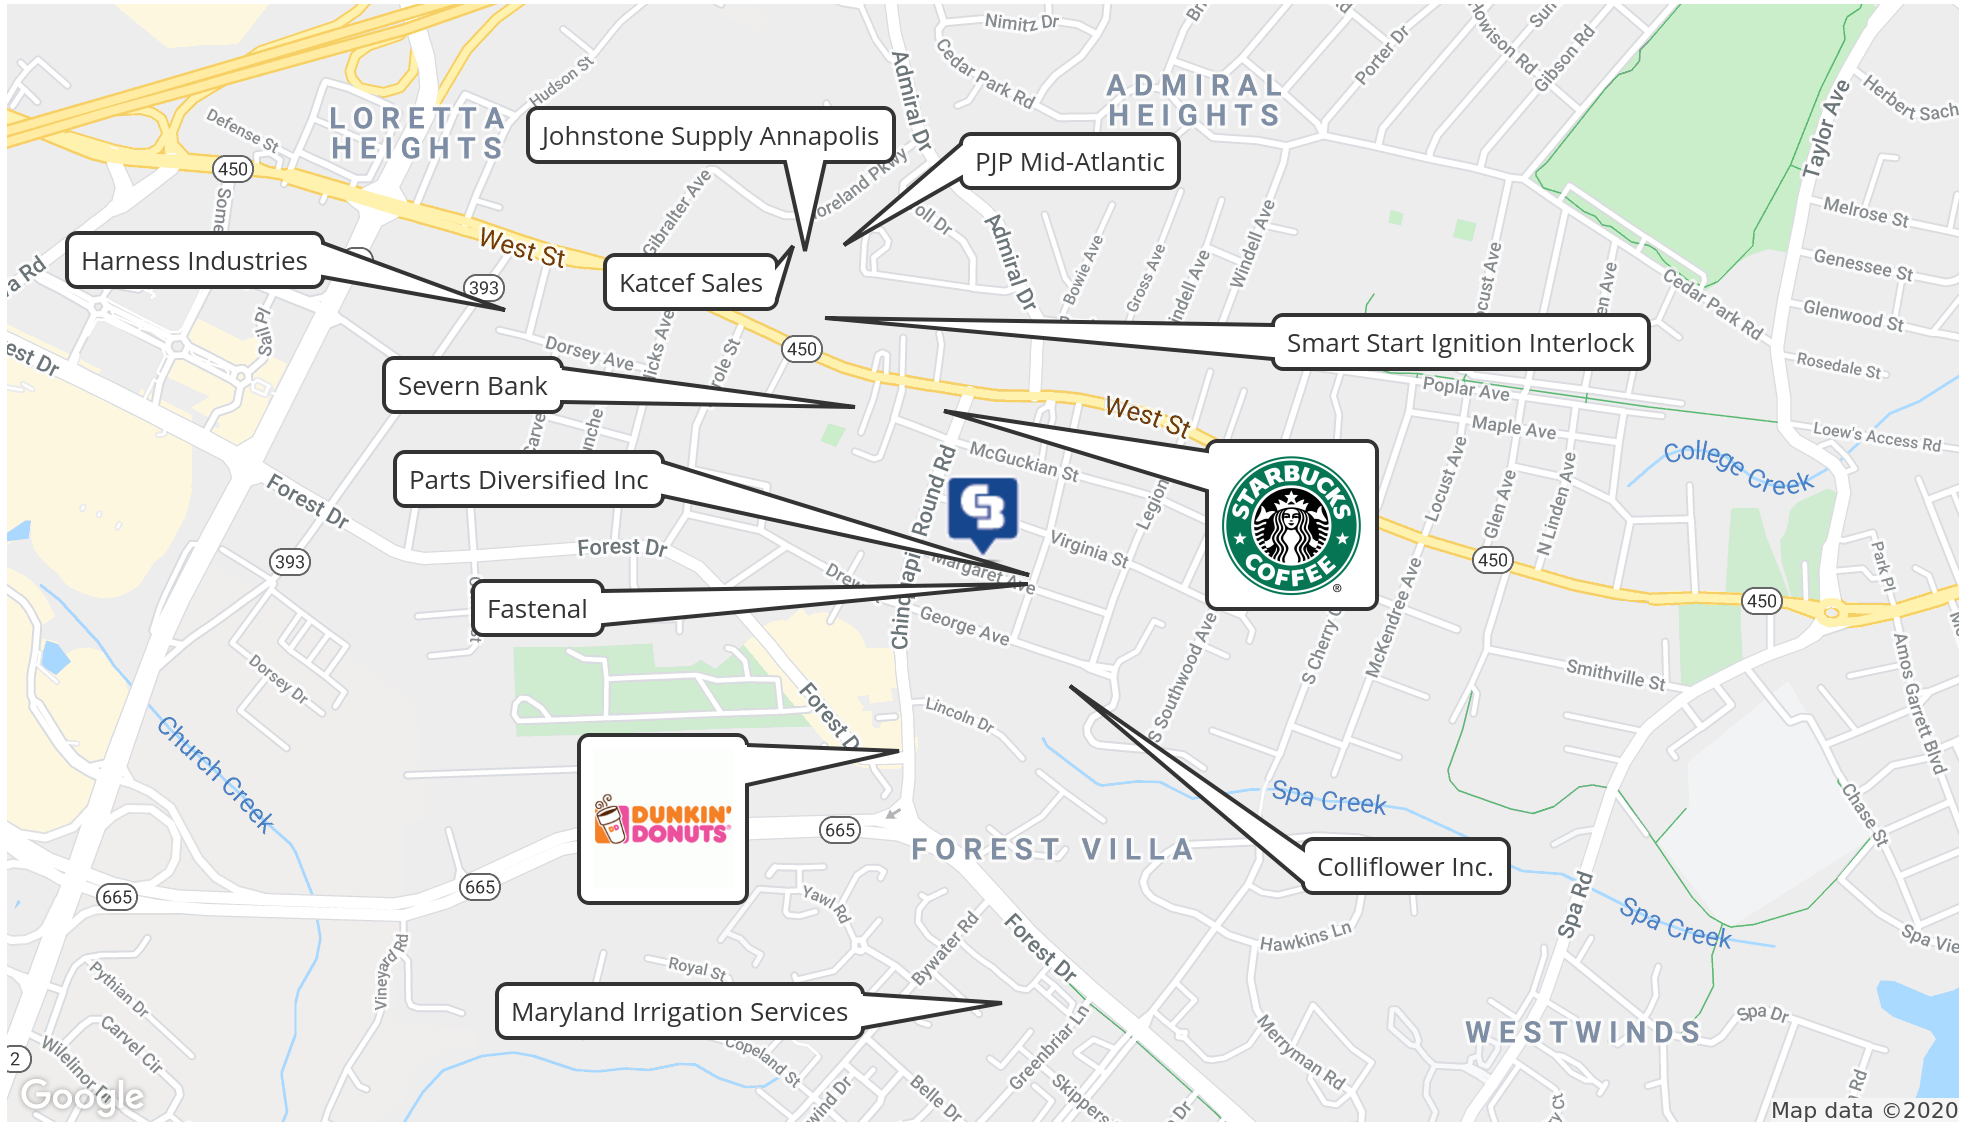 Nimitz Dr
Cedar Park Rd
Admiral Dr
ADMIRAL
HEIGHTS
Porter Dr
Howison Rd
Gibson Rd
Taylor Ave
Herbert Sach
Hudson St
Defense St
LORETTA
HEIGHTS
450
Johnstone Supply Annapolis
PJP Mid-Atlantic
Harness Industries
393
West St
Gibralter Ave
Katcef Sales
Admiral Dr
Bowie Ave
Gross Ave
Windell Ave
Melrose St
Genessee St
Glenwood St
Cedar Park Rd
Rosedale St
Smart Start Ignition Interlock
Sail Pl
Dorsey Ave
450
Severn Bank
West St
Poplar Ave
Maple Ave
Loew's Access Rd
College Creek
Parts Diversified Inc
McGuckian St
Legion
Locust Ave
Glen Ave
N Linden Ave
STARBUCKS
COFFEE
®
Forest Dr
Forest Dr
393
Virginia St
Margaret Ave
450
450
Park Pl
Fastenal
George Ave
S Southwood Ave
McKendree Ave
Smithville St
Amos Garrett Blvd
Dorsey Dr
Lincoln Dr
Church Creek
DUNKIN'
DONUTS
Spa Creek
Chase St
665
FOREST VILLA
Colliflower Inc.
665
665
Yawl Rd
Bywater Rd
Forest Dr
Hawkins Ln
Spa Rd
Spa Creek
Spa Vie
Vineyard Rd
Royal St
Pythian Dr
Maryland Irrigation Services
Carvel Cir
Copeland St
Greenbriar Ln
Merryman Rd
WESTWINDS
Spa Dr
2
Belle Dr
Google
Map data ©2020